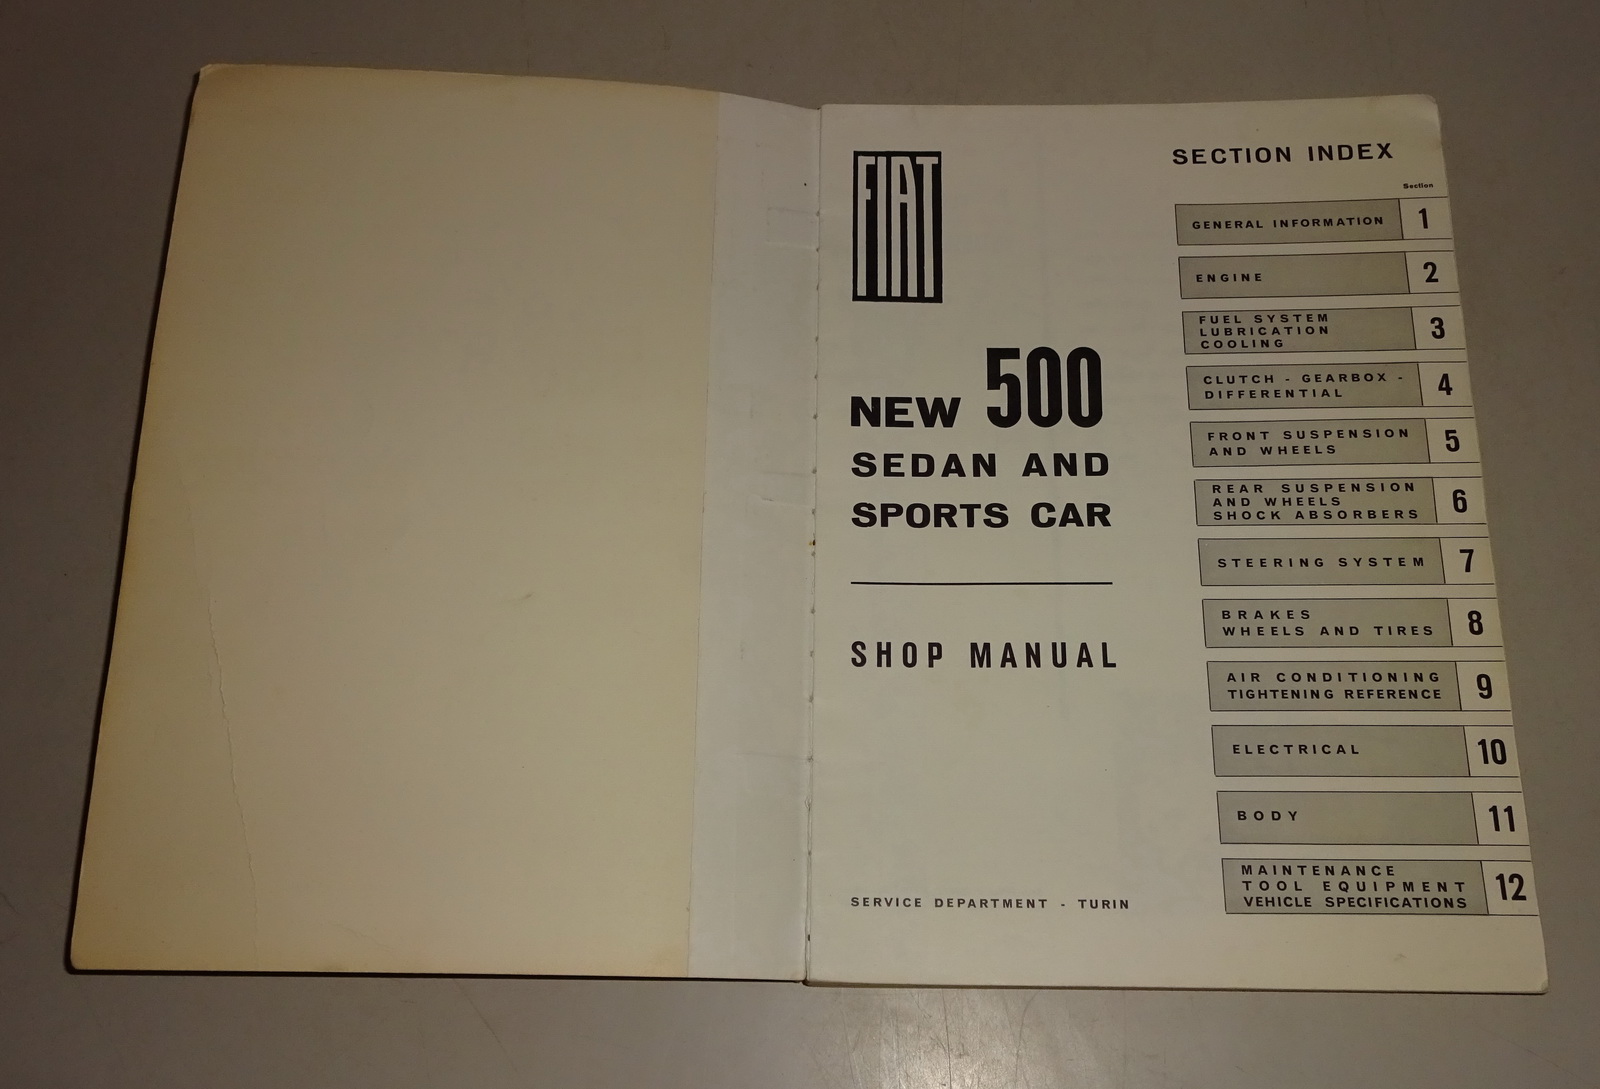 FIAT
NEW 500
SEDAN AND
SPORTS CAR
SHOP MANUAL
SERVICE DEPARTMENT - TURIN
SECTION INDEX
Section
GENERAL INFORMATION 1
ENGINE 2
FUEL SYSTEM
LUBRICATION 3
COOLING
CLUTCH - GEARBOX - 4
DIFFERENTIAL
FRONT SUSPENSION 5
AND WHEELS
REAR SUSPENSION
AND WHEELS 6
SHOCK ABSORBERS
STEERING SYSTEM 7
BRAKES 8
WHEELS AND TIRES
AIR CONDITIONING 9
TIGHTENING REFERENCE
ELECTRICAL 10
BODY 11
MAINTENANCE
TOOL EQUIPMENT 12
VEHICLE SPECIFICATIONS